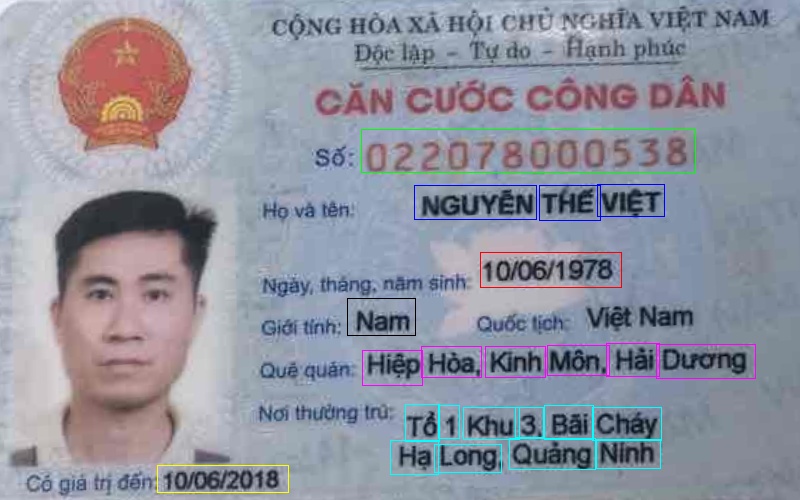 CỘNG HÒA XÃ HỘI CHỦ NGHĨA VIỆT NAM
Độc lập - Tự do - Hạnh phúc
CĂN CƯỚC CÔNG DÂN
Số: 022078000538
Họ và tên: NGUYỄN THẾ VIỆT
Ngày, tháng, năm sinh: 10/06/1978
Giới tính: Nam Quốc tịch: Việt Nam
Quê quán: Hiệp Hòa, Kinh Môn, Hải Dương
Nơi thường trú: Tổ 1 Khu 3, Bãi Cháy
Hạ Long, Quảng Ninh
Có giá trị đến: 10/06/2018